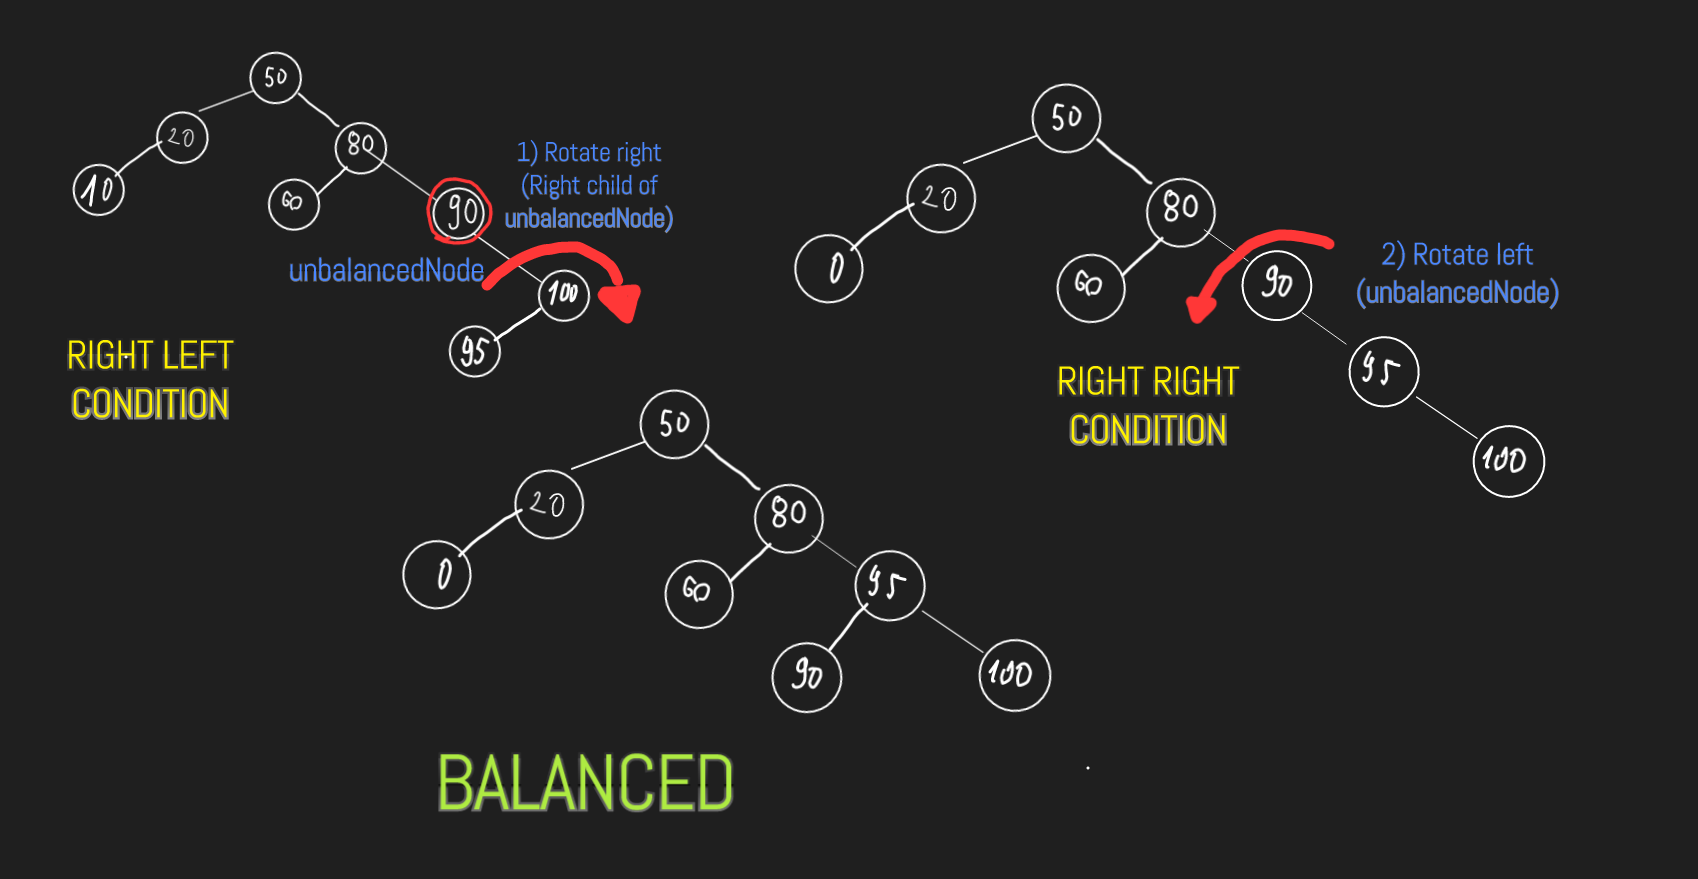 50
20
80
10
60
90
100
95
unbalancedNode
1) Rotate right
(Right child of
unbalancedNode)
RIGHT LEFT
CONDITION
50
20
80
0
60
90
95
100
2) Rotate left
(unbalancedNode)
RIGHT RIGHT
CONDITION
50
20
80
0
60
95
90
100
BALANCED